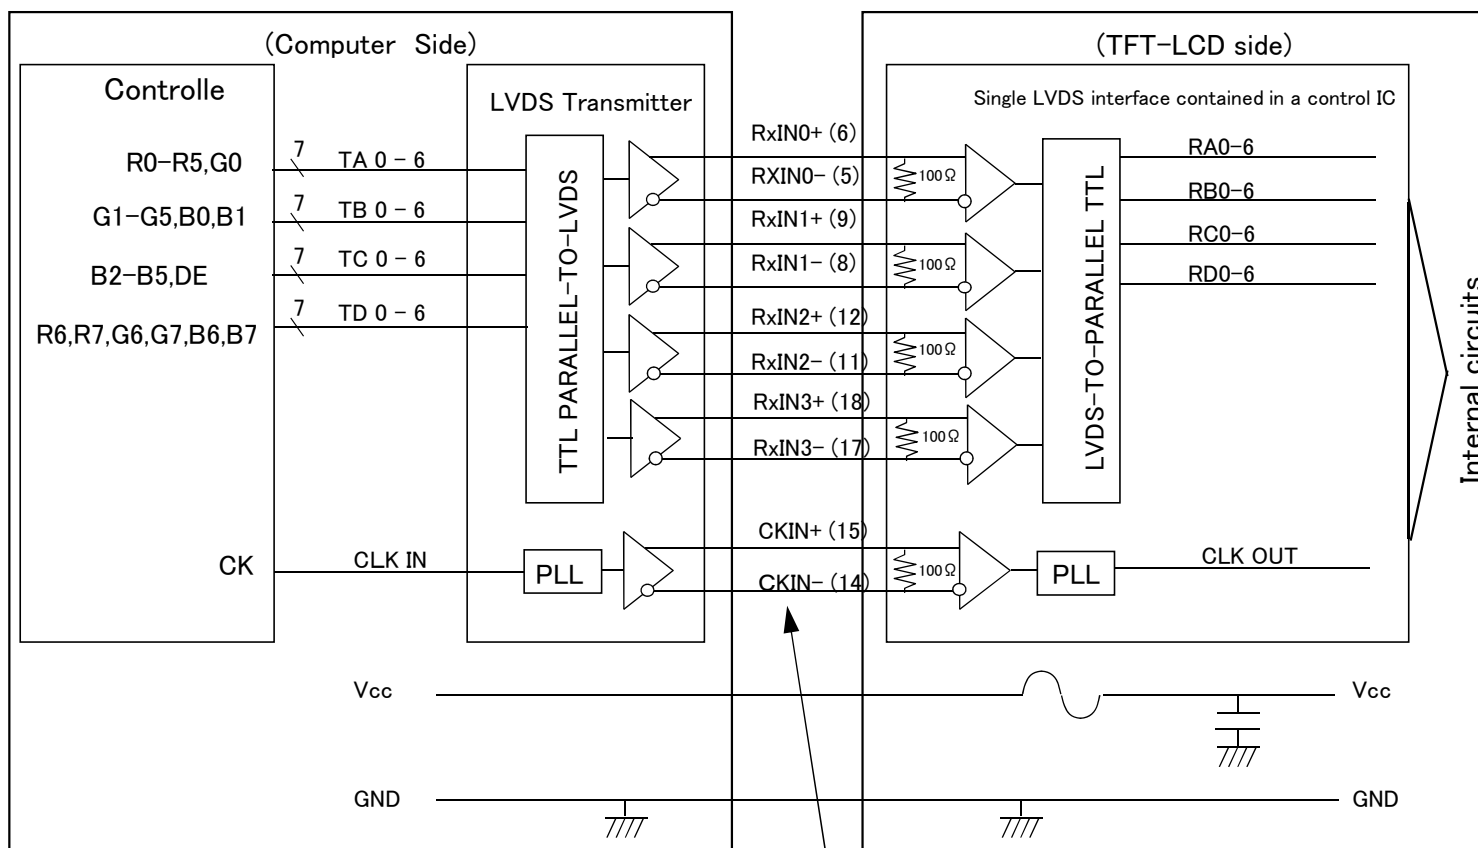 (Computer Side)
(TFT-LCD side)
Controlle
LVDS Transmitter
Single LVDS interface contained in a control IC
R0-R5,G0
7
TA 0 - 6
G1-G5,B0,B1
7
TB 0 - 6
B2-B5,DE
7
TC 0 - 6
R6,R7,G6,G7,B6,B7
7
TD 0 - 6
TTL PARALLEL-TO-LVDS
RxIN0+ (6)
RXIN0- (5)
RxIN1+ (9)
RxIN1- (8)
RxIN2+ (12)
RxIN2- (11)
RxIN3+ (18)
RxIN3- (17)
100Ω
100Ω
100Ω
100Ω
LVDS-TO-PARALLEL TTL
RA0-6
RB0-6
RC0-6
RD0-6
Internal circuits
CK
CLK IN
PLL
CKIN+ (15)
CKIN- (14)
100Ω
PLL
CLK OUT
Vcc
Vcc
GND
GND